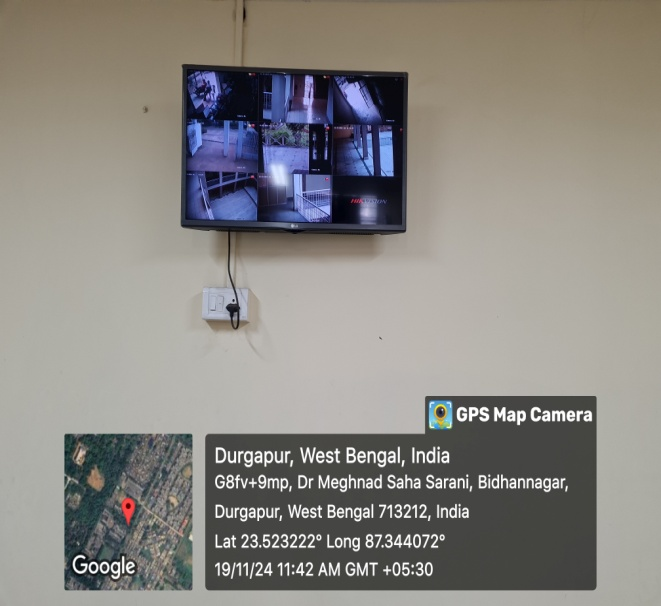 HIKVISION
LG
GPS Map Camera
Durgapur, West Bengal, India
G8fv+9mp, Dr Meghnad Saha Sarani, Bidhannagar,
Durgapur, West Bengal 713212, India
Lat 23.523222° Long 87.344072°
19/11/24 11:42 AM GMT +05:30
Google